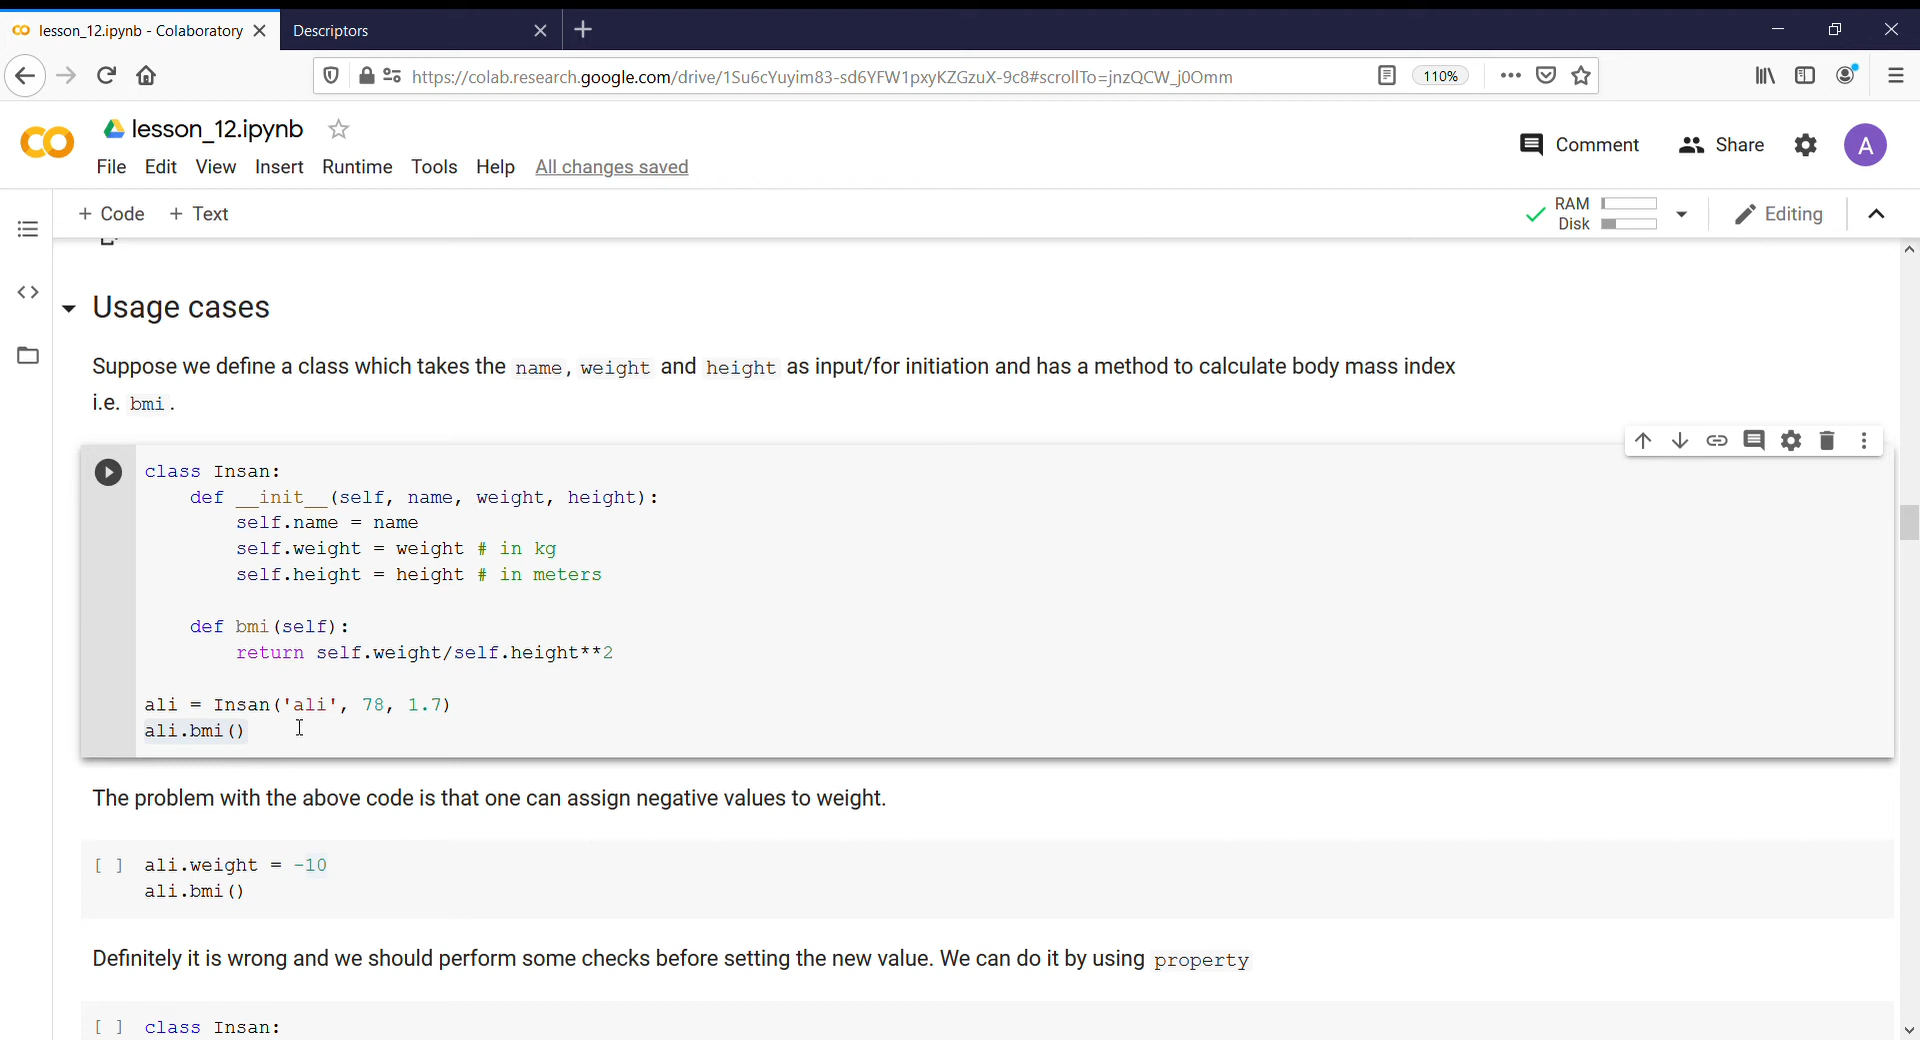 lesson_12.ipynb - Colaboratory
Descriptors
https://colab.research.google.com/drive/1Su6cYuyim83-sd6YFW1pxyKZGzuX-9c8#scrollTo=jnzQCW_j0Omm
110%
lesson_12.ipynb
Comment
Share
A
File Edit View Insert Runtime Tools Help All changes saved
+ Code + Text
RAM
Disk
Editing
Usage cases
Suppose we define a class which takes the name, weight and height as input/for initiation and has a method to calculate body mass index
i.e. bmi.
class Insan:
    def __init__(self, name, weight, height):
        self.name = name
        self.weight = weight # in kg
        self.height = height # in meters
    def bmi(self):
        return self.weight/self.height**2
ali = Insan('ali', 78, 1.7)
ali.bmi()
The problem with the above code is that one can assign negative values to weight.
[ ] ali.weight = -10
ali.bmi()
Definitely it is wrong and we should perform some checks before setting the new value. We can do it by using property
[ ] class Insan: